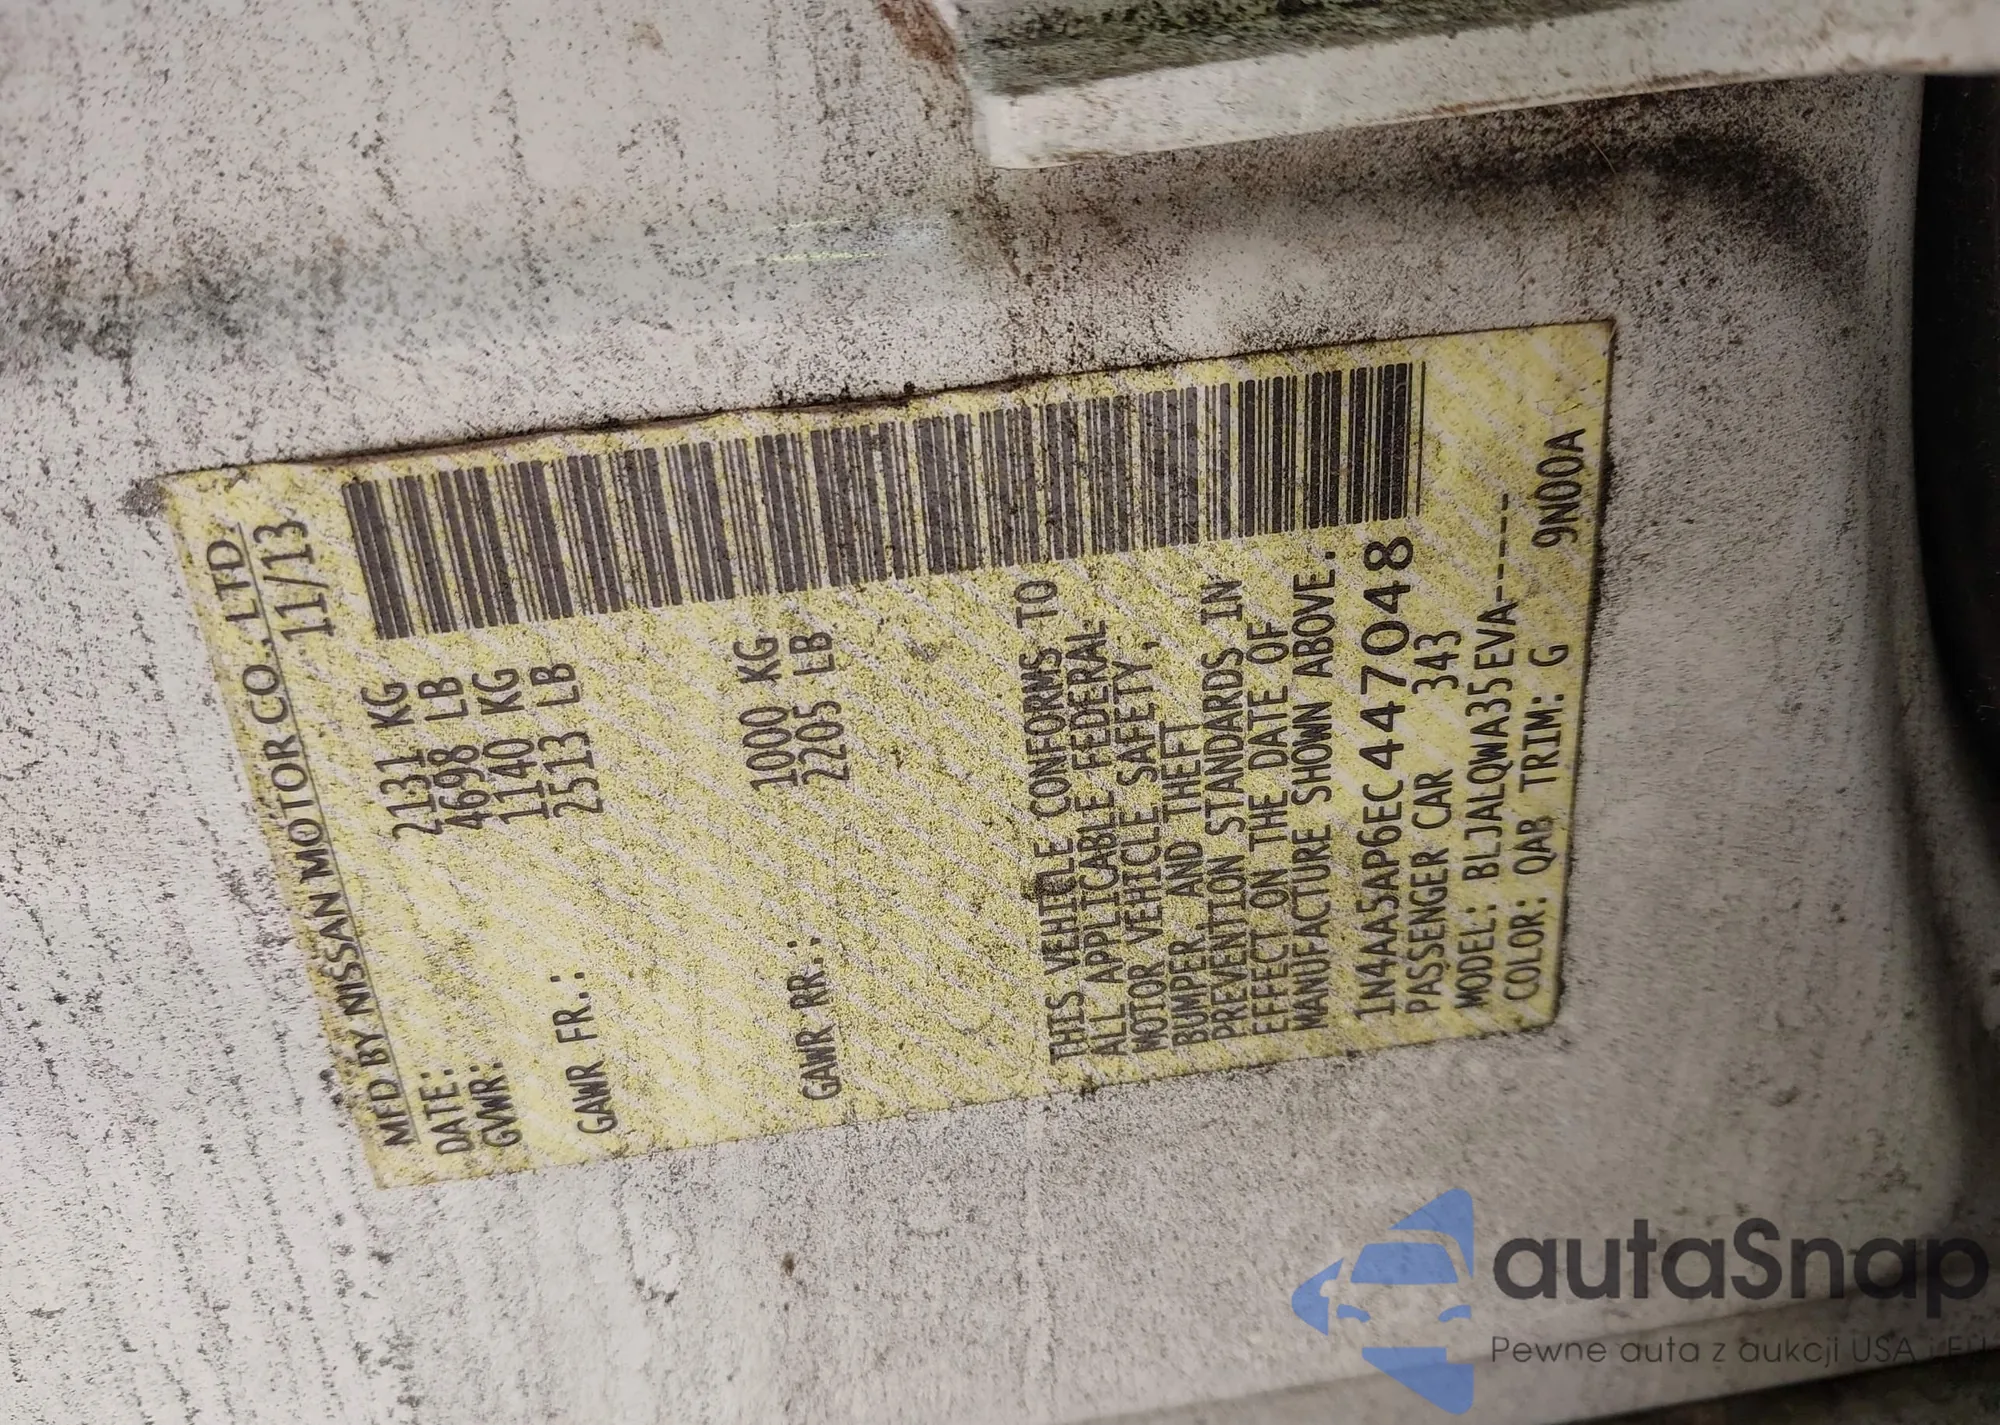 MFD BY NISSAN MOTOR CO., LTD.
DATE: 11/13
GVWR: 2131 KG
4698 LB
GAWR FR.: 1140 KG
2513 LB
GAWR RR.: 1000 KG
2205 LB
THIS VEHICLE CONFORMS TO
ALL APPLICABLE FEDERAL
MOTOR VEHICLE SAFETY,
BUMPER AND THEFT
PREVENTION STANDARDS IN
EFFECT ON THE DATE OF
MANUFACTURE SHOWN ABOVE.
1N4AA5AP6EC447048
PASSENGER CAR 343
MODEL: BLJALQWA35EVA-----
COLOR: QAB TRIM: G 9N00A
autaSnap
Pewne auta z aukcji USA i EU